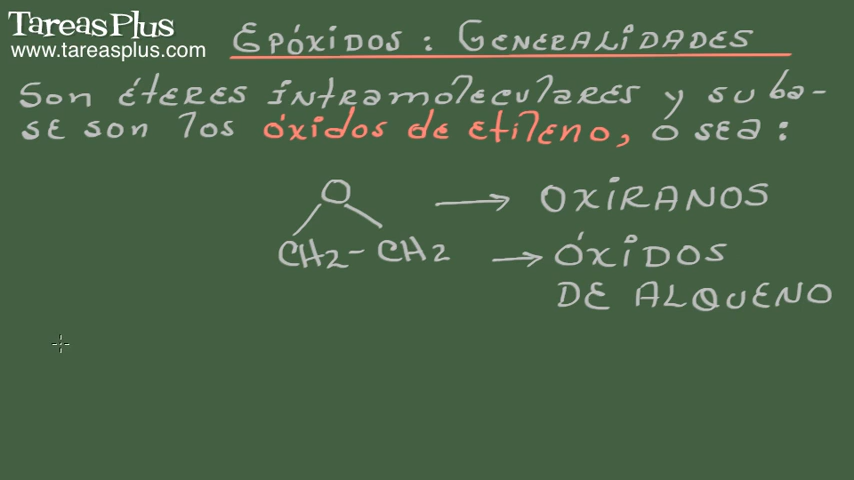 TareasPlus
www.tareasplus.com
EPÓXIDOS: GENERALIDADES
Son éteres intramoleculares y su ba-
se son los óxidos de etileno, o sea:
O → OXIRANOS
CH2-CH2 → ÓXIDOS
DE ALQUENO